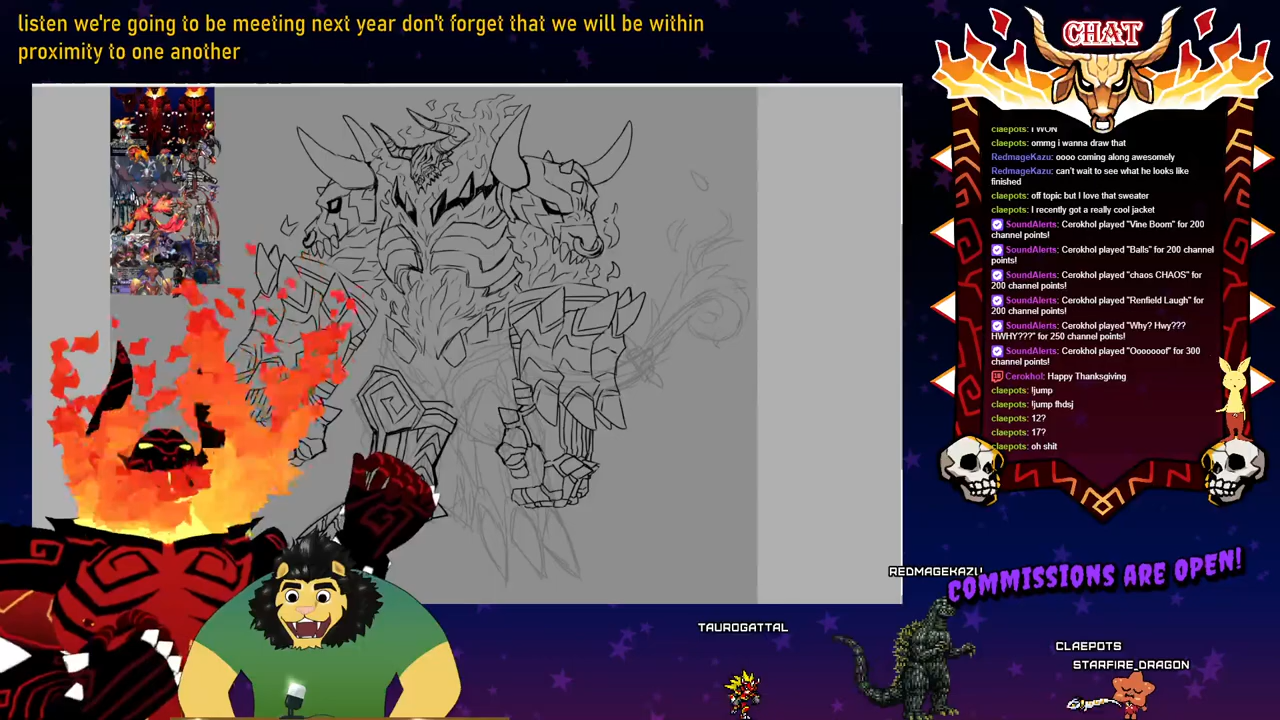 listen we're going to be meeting next year don't forget that we will be within
proximity to one another
CHAT
claepots: I WON
claepots: ommg i wanna draw that
RedmageKazu: oooo coming along awesomely
RedmageKazu: can't wait to see what he looks like
finished
claepots: off topic but I love that sweater
claepots: I recently got a really cool jacket
SoundAlerts: Cerokhol played "Vine Boom" for 200
channel points!
SoundAlerts: Cerokhol played "Balls" for 200 channel
points!
SoundAlerts: Cerokhol played "chaos CHAOS" for
200 channel points!
SoundAlerts: Cerokhol played "Renfield Laugh" for
200 channel points!
SoundAlerts: Cerokhol played "Why? Hwy???
HWHY???" for 250 channel points!
SoundAlerts: Cerokhol played "Ooooooof" for 300
channel points!
Cerokhol: Happy Thanksgiving
claepots: !jump
claepots: !jump fhdsj
claepots: 12?
claepots: 17?
claepots: oh shit
COMMISSIONS ARE OPEN!
REDMAGEKAZU
TAUROGATTAL
CLAEPOTS
STARFIRE_DRAGON